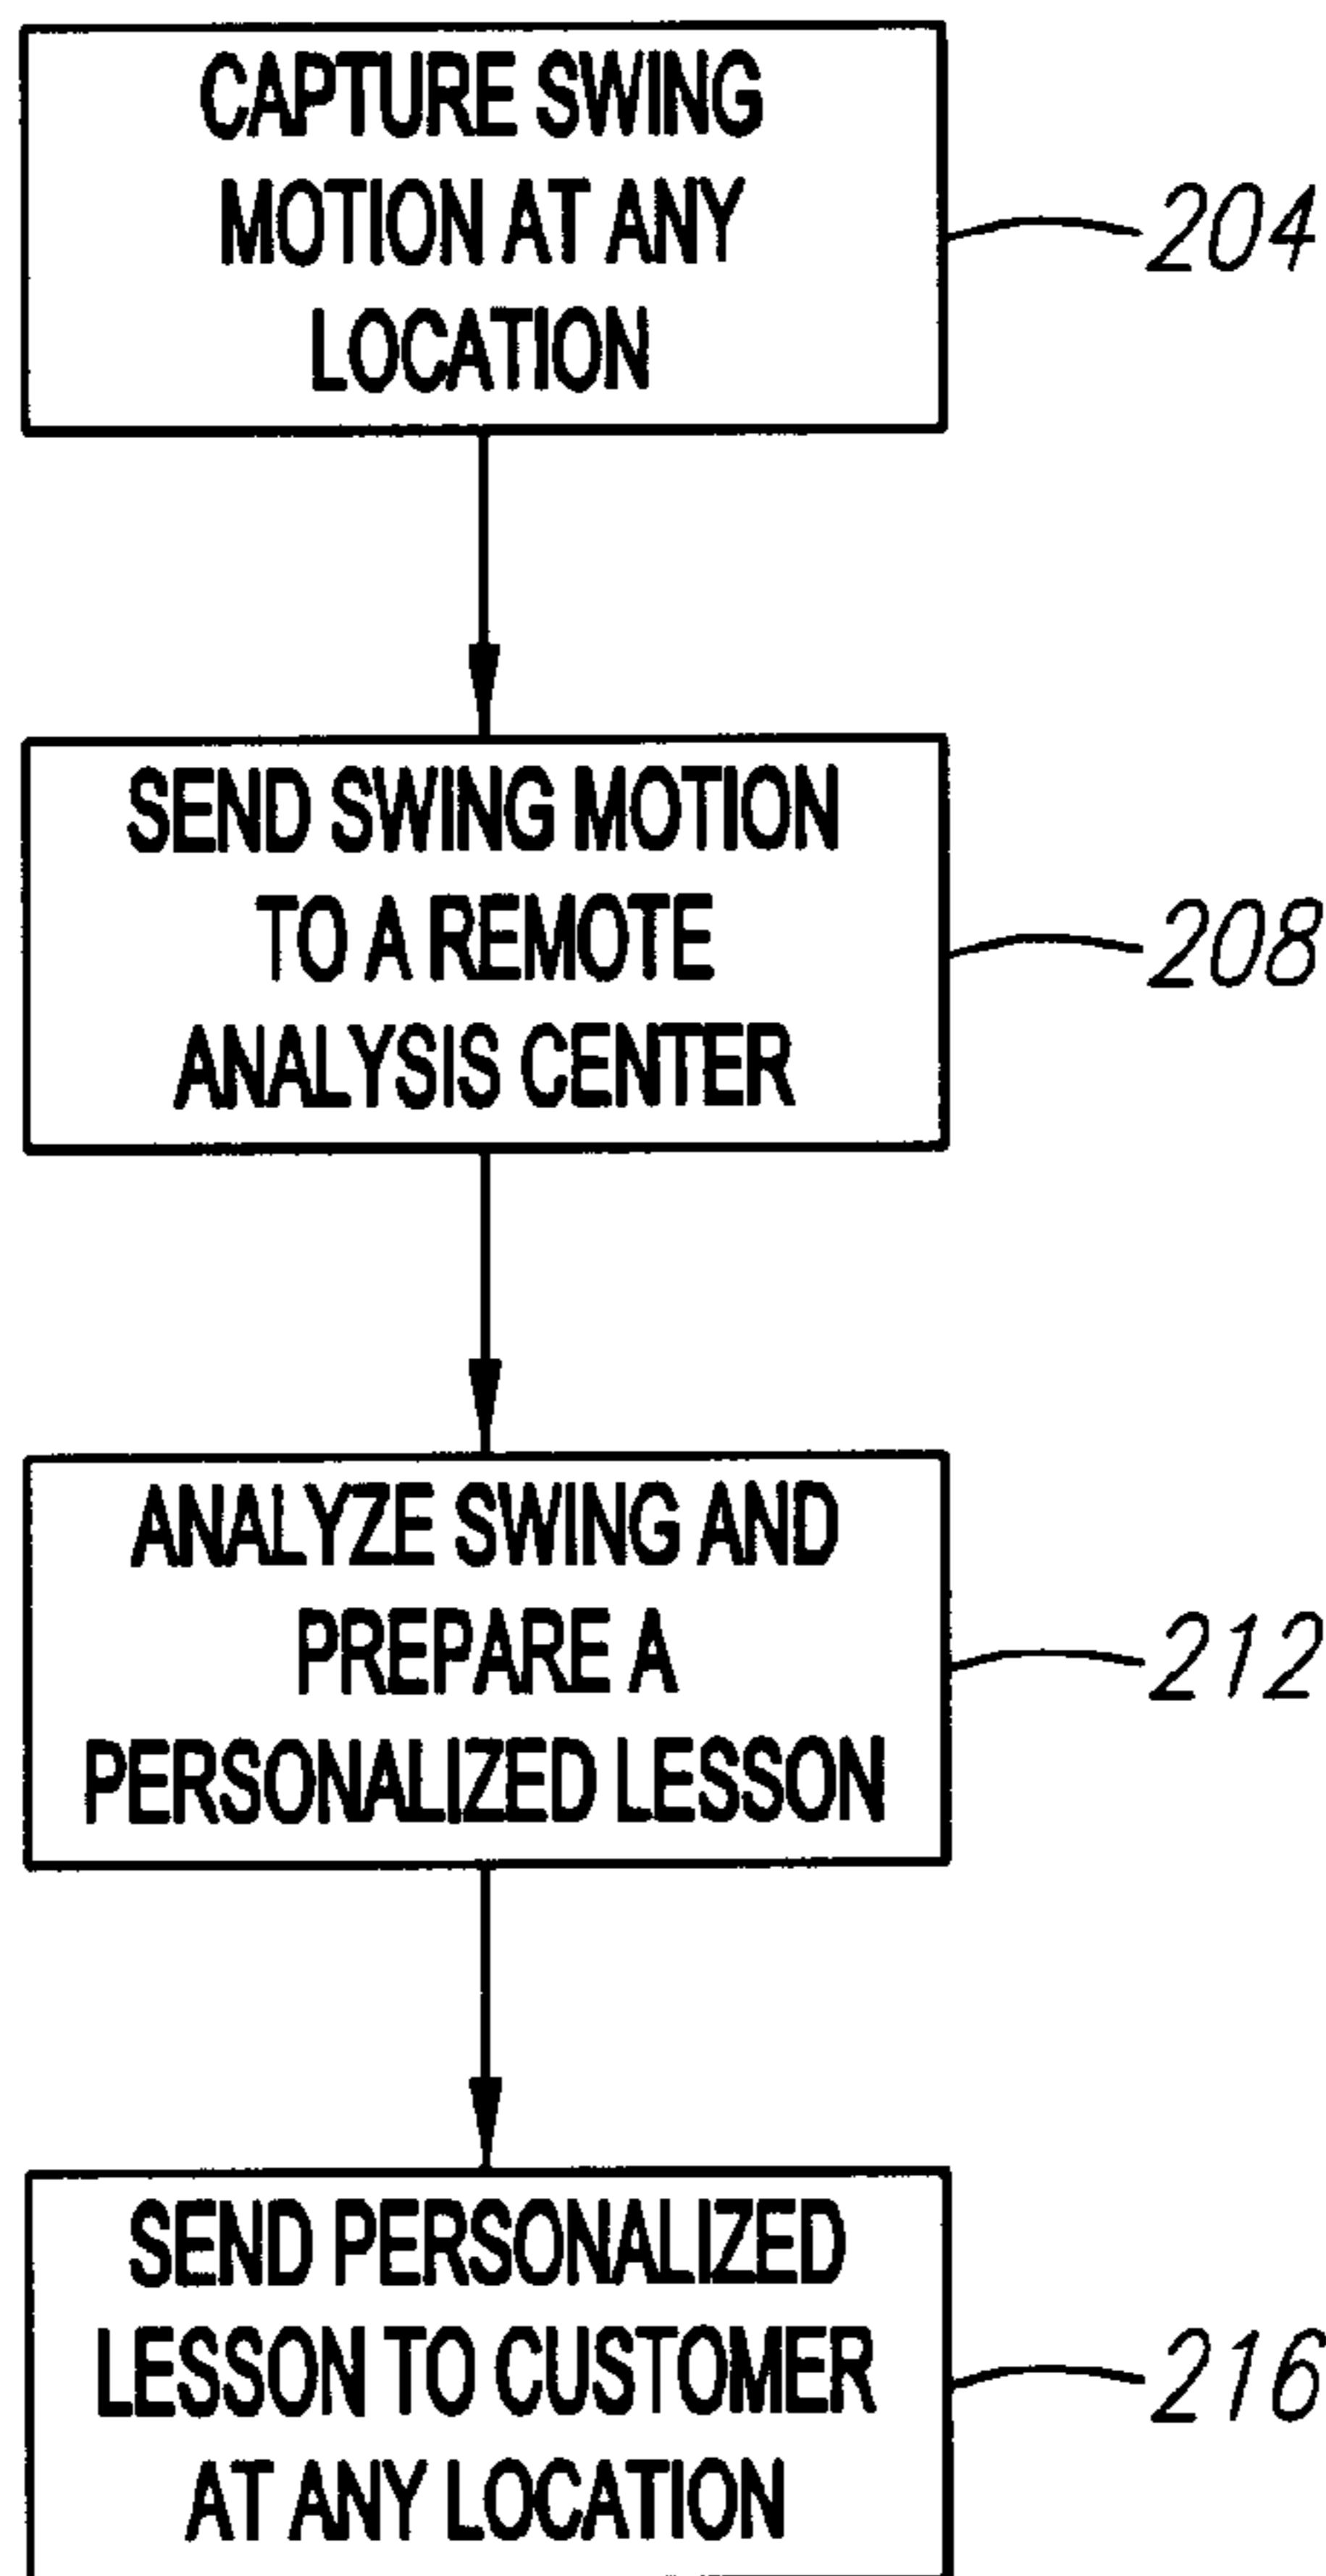 CAPTURE SWING
MOTION AT ANY
LOCATION
204
SEND SWING MOTION
TO A REMOTE
ANALYSIS CENTER
208
ANALYZE SWING AND
PREPARE A
PERSONALIZED LESSON
212
SEND PERSONALIZED
LESSON TO CUSTOMER
AT ANY LOCATION
216